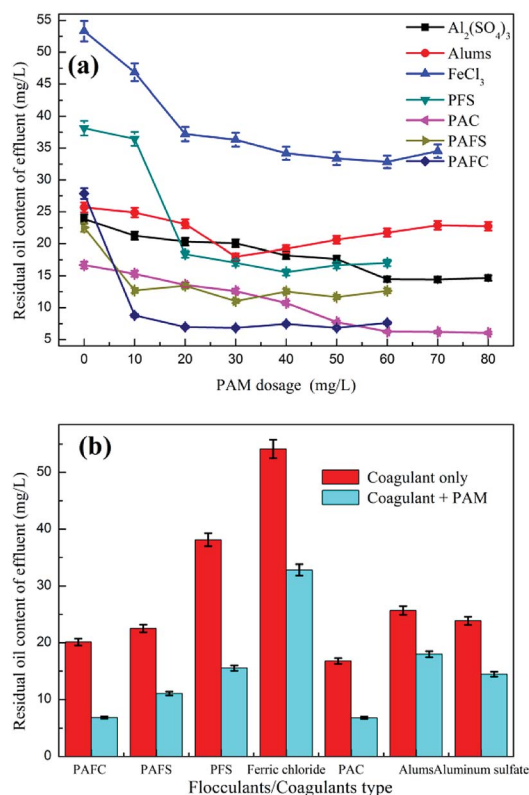 (a)
Al2(SO4)3
Alums
FeCl3
PFS
PAC
PAFS
PAFC
Residual oil content of effluent (mg/L)
55
50
45
40
35
30
25
20
15
10
5
0 10 20 30 40 50 60 70 80
PAM dosage (mg/L)
(b)
Coagulant only
Coagulant + PAM
Residual oil content of effluent (mg/L)
50
40
30
20
10
0
PAFC PAFS PFS Ferric chloride PAC Alums Aluminum sulfate
Flocculants/Coagulants type